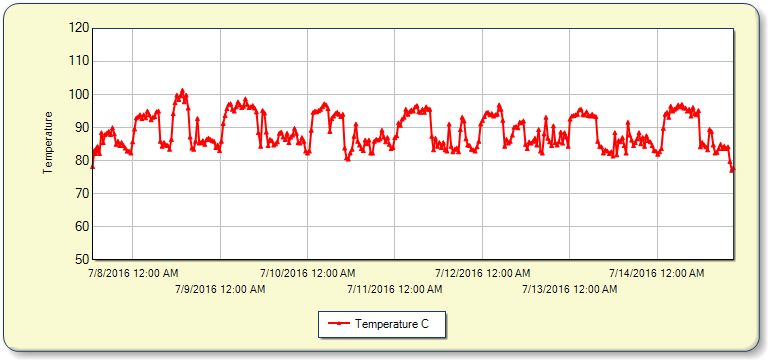 120
110
100
90
80
70
60
50
Temperature
7/8/2016 12:00 AM
7/9/2016 12:00 AM
7/10/2016 12:00 AM
7/11/2016 12:00 AM
7/12/2016 12:00 AM
7/13/2016 12:00 AM
7/14/2016 12:00 AM
Temperature C